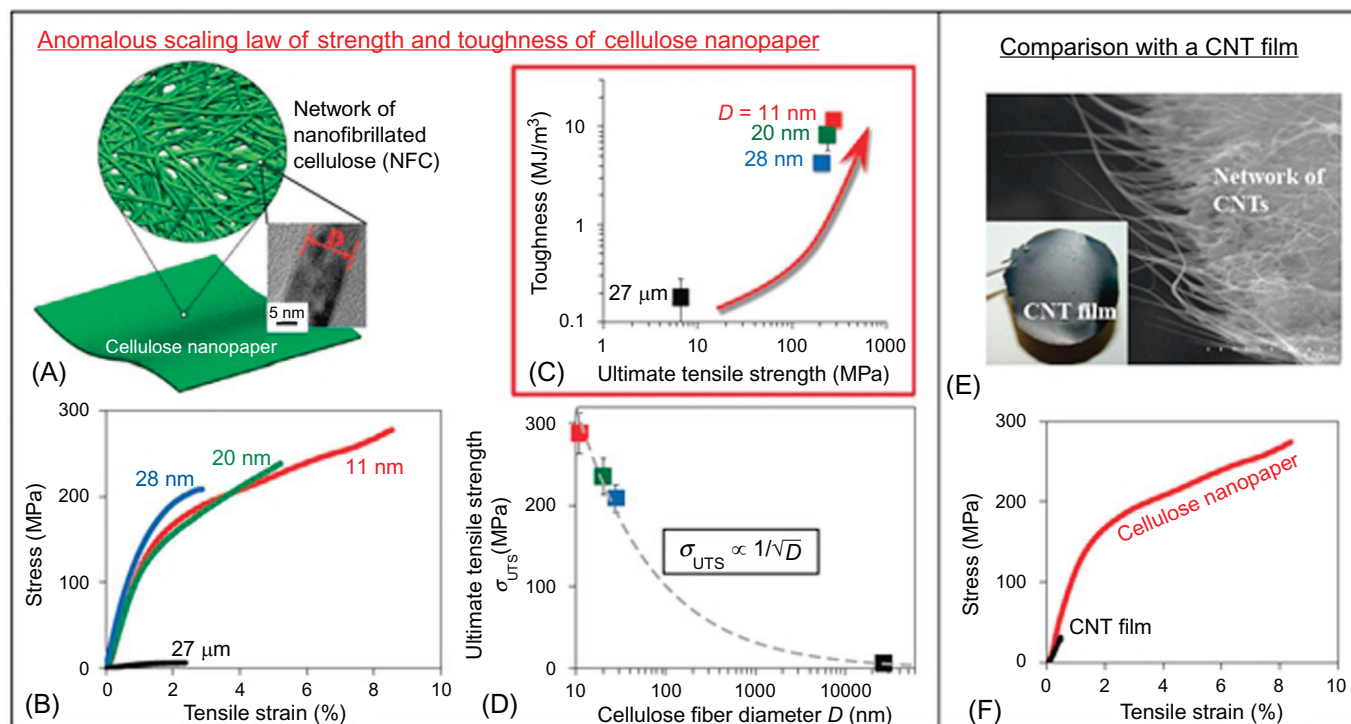 Anomalous scaling law of strength and toughness of cellulose nanopaper
Network of
nanofibrillated
cellulose (NFC)
D
5 nm
Cellulose nanopaper
(A)
Toughness (MJ/m³)
10
1
0.1
D = 11 nm
20 nm
28 nm
27 μm
1
10
100
1000
Ultimate tensile strength (MPa)
(C)
Comparison with a CNT film
Network of
CNTs
CNT film
(E)
Stress (MPa)
300
200
100
0
28 nm
20 nm
11 nm
27 μm
0
2
4
6
8
10
Tensile strain (%)
(B)
Ultimate tensile strength
σUTS(MPa)
300
200
100
0
σUTS ∝ 1/√D
10
100
1000
10000
Cellulose fiber diameter D (nm)
(D)
Stress (MPa)
300
200
100
0
Cellulose nanopaper
CNT film
0
2
4
6
8
10
Tensile strain (%)
(F)